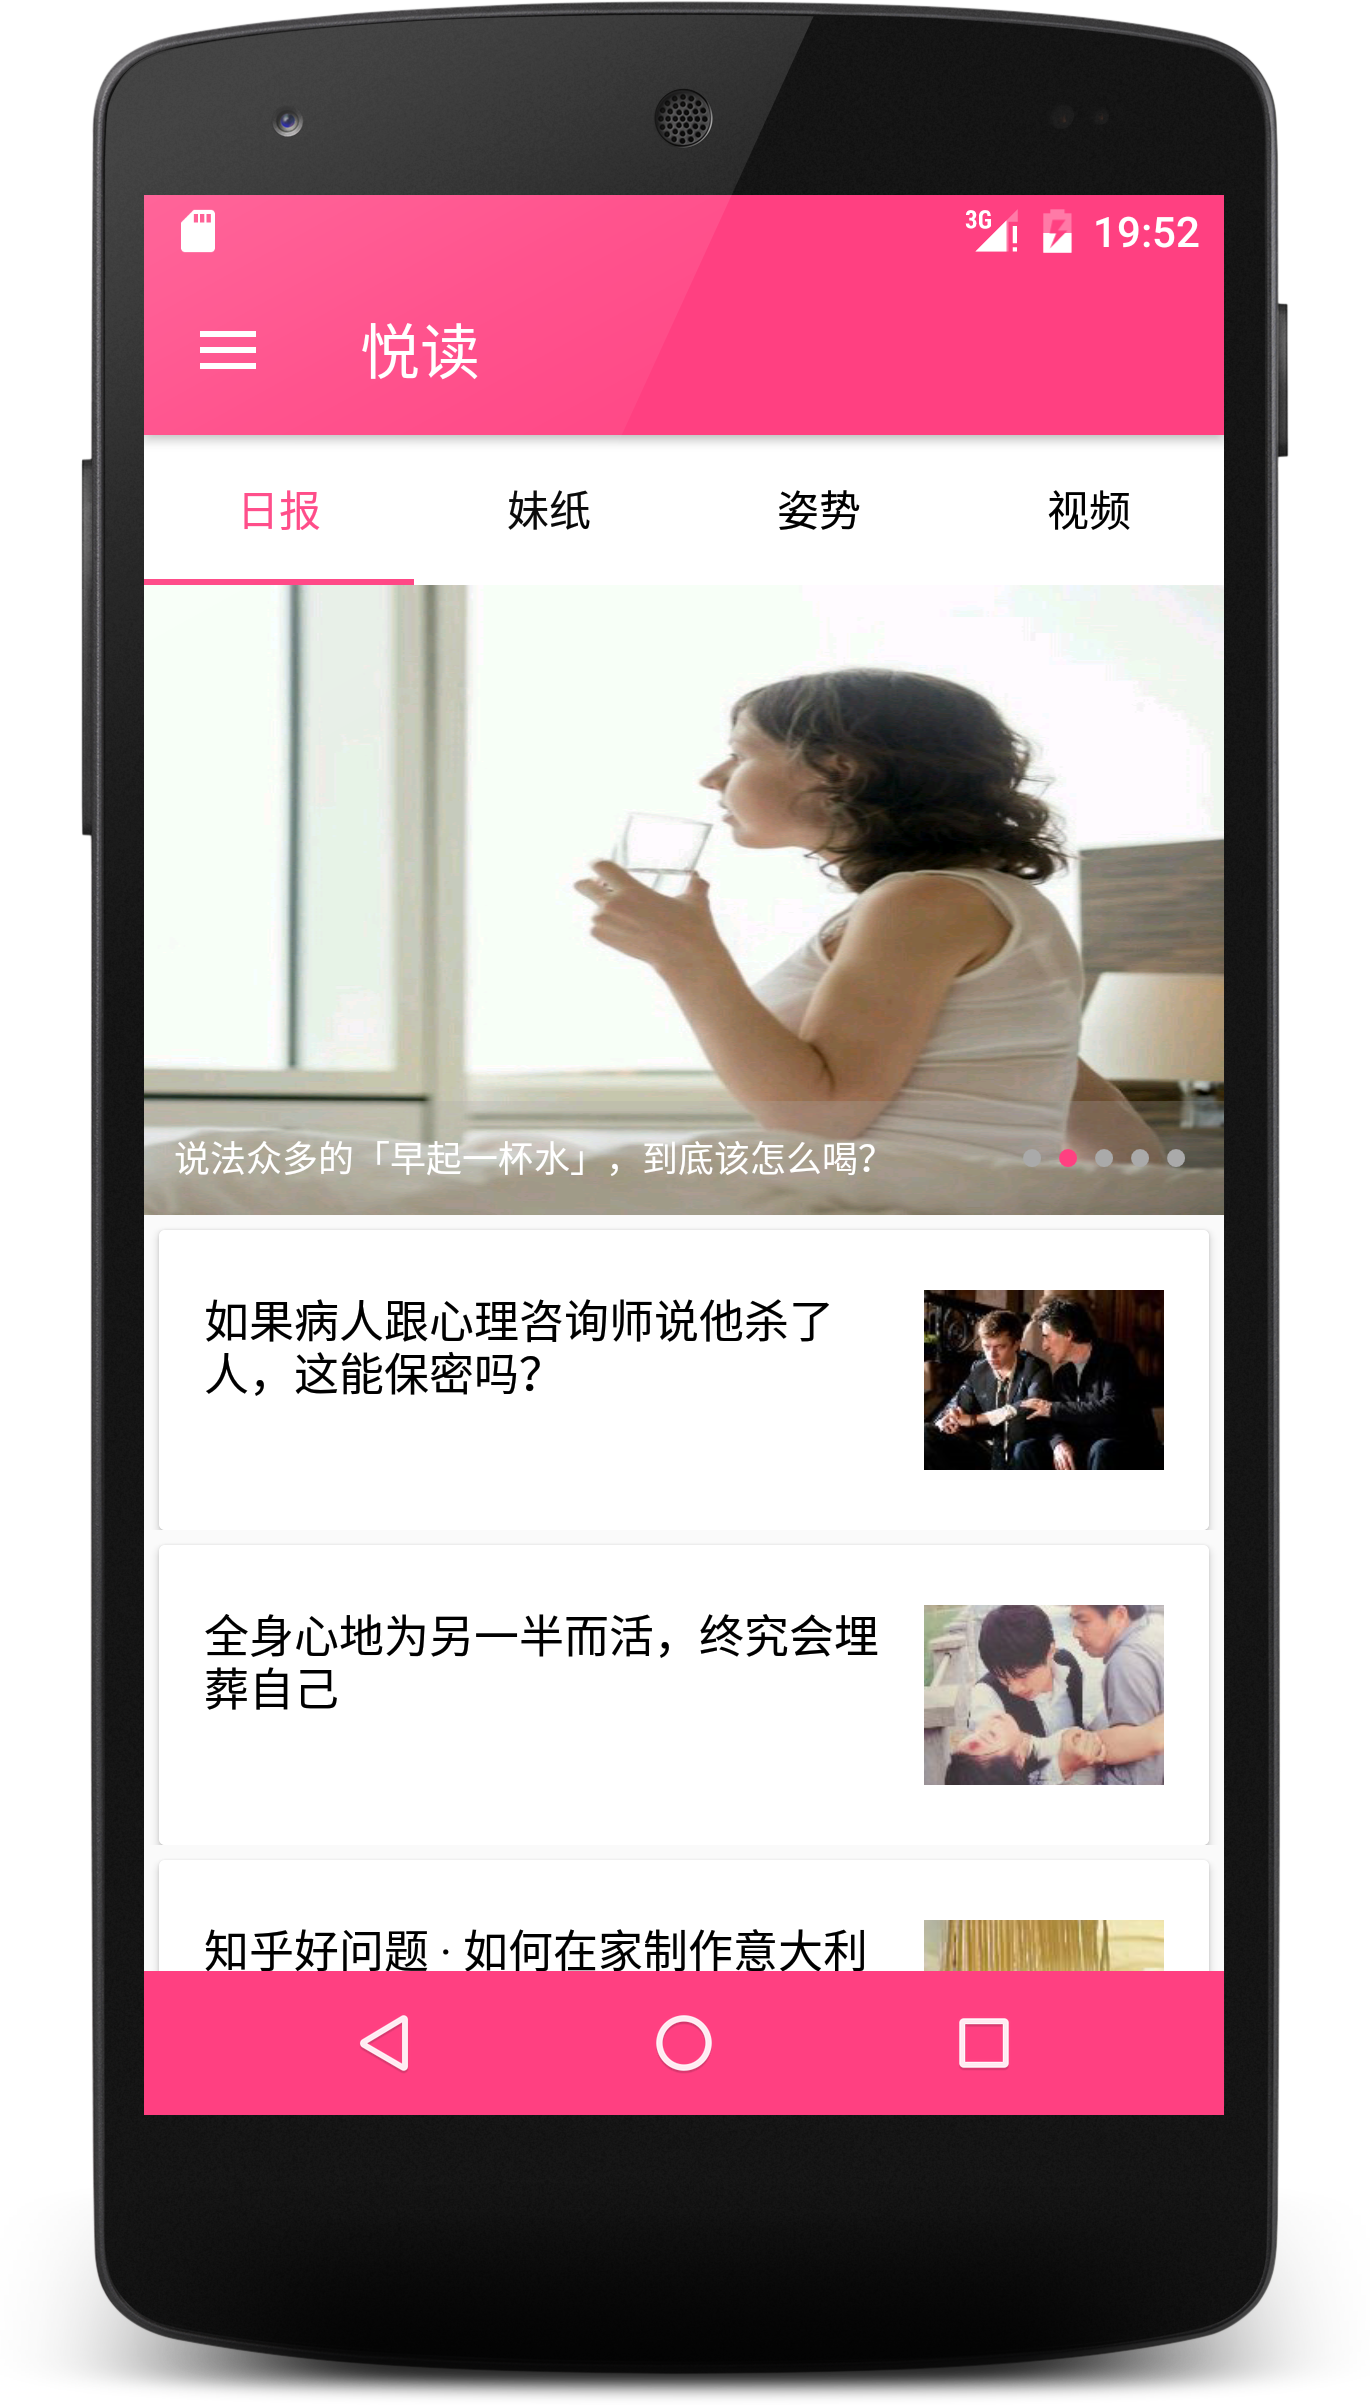 3G 19:52
悦读
日报 妹纸 姿势 视频
说法众多的「早起一杯水」，到底该怎么喝？
如果病人跟心理咨询师说他杀了
人，这能保密吗？
全身心地为另一半而活，终究会埋
葬自己
知乎好问题 · 如何在家制作意大利